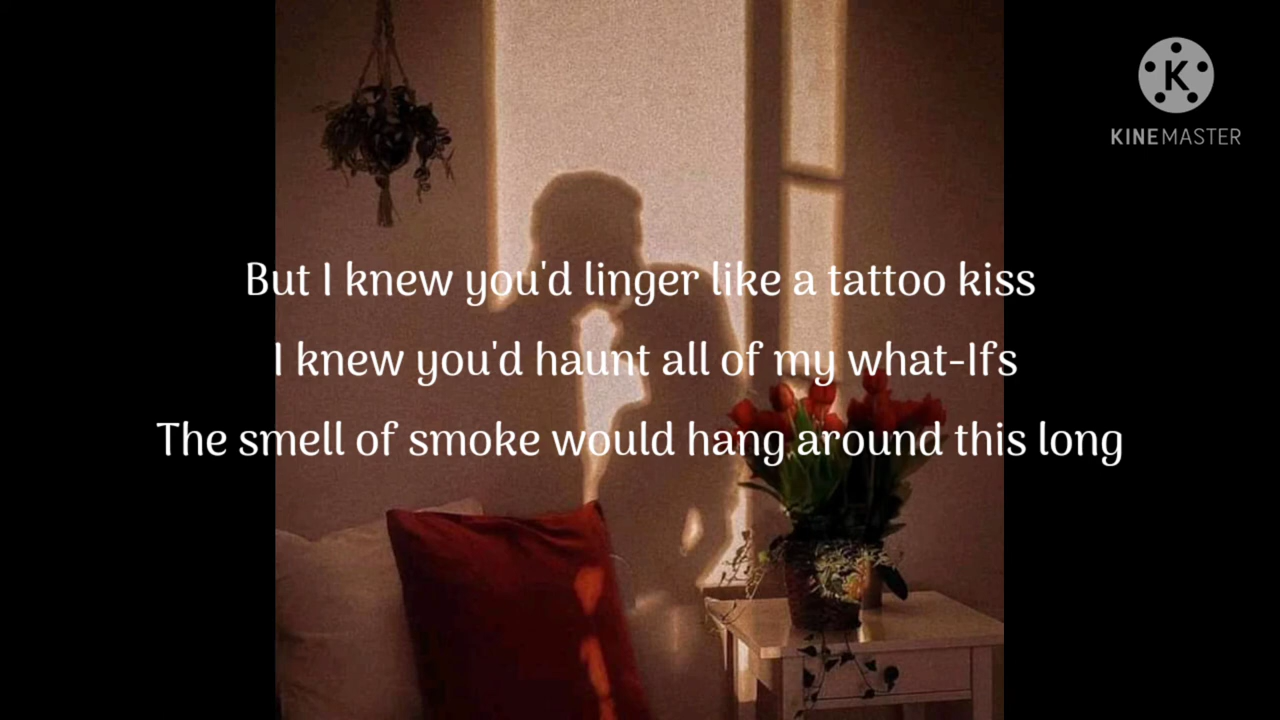 KINEMASTER
But I knew you'd linger like a tattoo kiss
I knew you'd haunt all of my what-Ifs
The smell of smoke would hang around this long